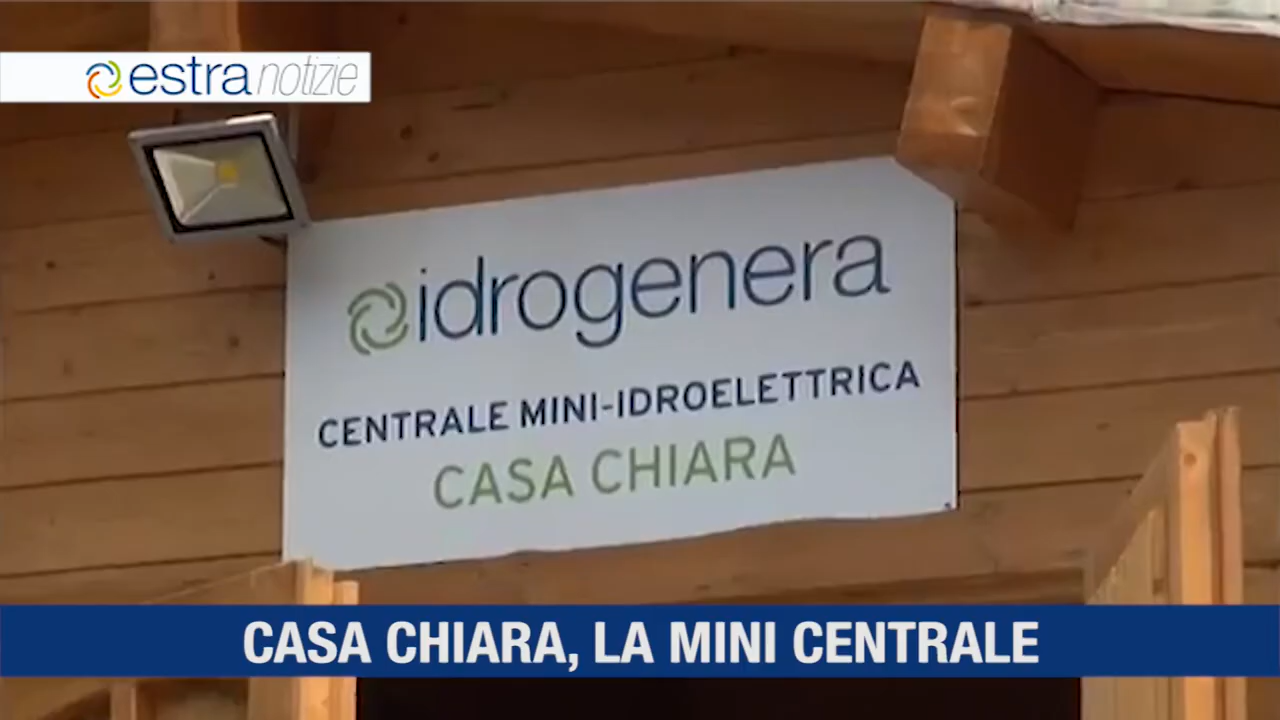 estra notizie
idrogenera
CENTRALE MINI-IDROELETTRICA
CASA CHIARA
CASA CHIARA, LA MINI CENTRALE